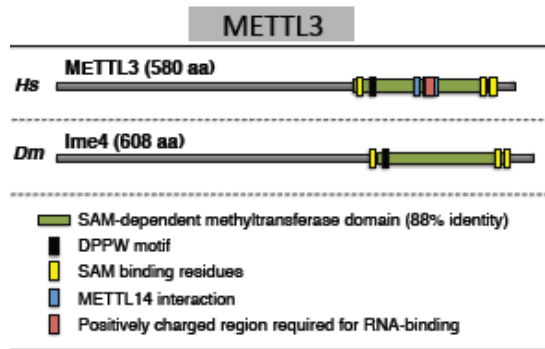 METTL3
METTL3 (580 aa)
Hs
Ime4 (608 aa)
Dm
SAM-dependent methyltransferase domain (88% identity)
DPPW motif
SAM binding residues
METTL14 interaction
Positively charged region required for RNA-binding